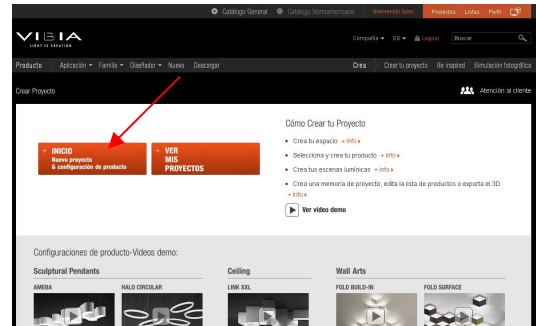 Catálogo General Catálogo Norteamericano Bienvenido Spec Proyectos Listas Perfil
VIBIA
LIGHT IS CREATION
Compañía ES Logout Buscar
Producto Aplicación Familia Diseñador Nuevo Descargar Crea Crear tu proyecto Be inspired Simulación fotográfica
Crear Proyecto Atención al cliente
Cómo Crear tu Proyecto
INICIO
Nuevo proyecto
& configuración de producto
VER
MIS
PROYECTOS
• Crea tu espacio + info
• Selecciona y crea tu producto + info
• Crea tus escenas lumínicas + info
• Crea una memoria de proyecto, edita la lista de productos o exporta el 3D
+ info
Ver vídeo demo
Configuraciones de producto-Videos demo:
Sculptural Pendants Ceiling Wall Arts
AMEBA HALO CIRCULAR LINK XXL FOLD BUILD-IN FOLD SURFACE